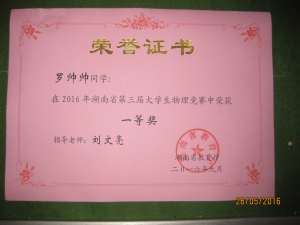 荣誉证书
罗帅帅同学:
在2016年湖南省第三届大学生物理竞赛中荣获
一等奖
指导老师:刘文亮
湖南省教育厅
二〇一六年九月
26/05/2016